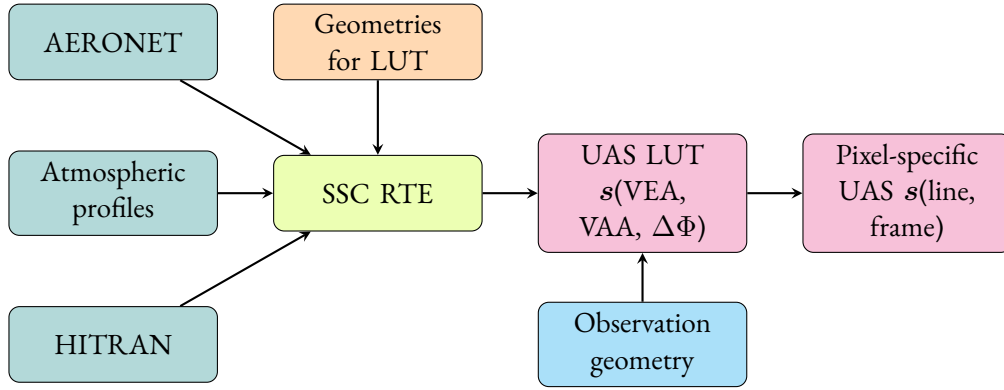 AERONET
Geometries
for LUT
Atmospheric
profiles
SSC RTE
UAS LUT
s(VEA,
VAA, ΔΦ)
Pixel-specific
UAS s(line,
frame)
HITRAN
Observation
geometry